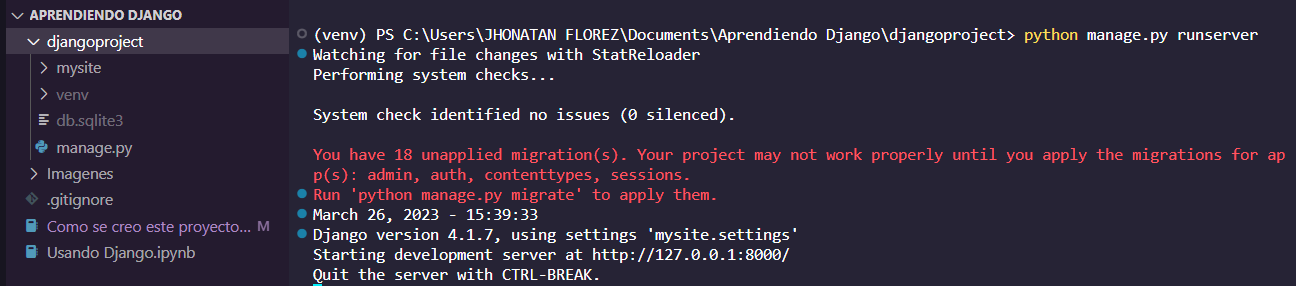 APRENDIENDO DJANGO
djangoproject
mysite
venv
db.sqlite3
manage.py
Imagenes
.gitignore
Como se creo este proyecto... M
Usando Django.ipynb
(venv) PS C:\Users\JHONATAN FLOREZ\Documents\Aprendiendo Django\djangoproject> python manage.py runserver
Watching for file changes with StatReloader
Performing system checks...
System check identified no issues (0 silenced).
You have 18 unapplied migration(s). Your project may not work properly until you apply the migrations for ap
p(s): admin, auth, contenttypes, sessions.
Run 'python manage.py migrate' to apply them.
March 26, 2023 - 15:39:33
Django version 4.1.7, using settings 'mysite.settings'
Starting development server at http://127.0.0.1:8000/
Quit the server with CTRL-BREAK.